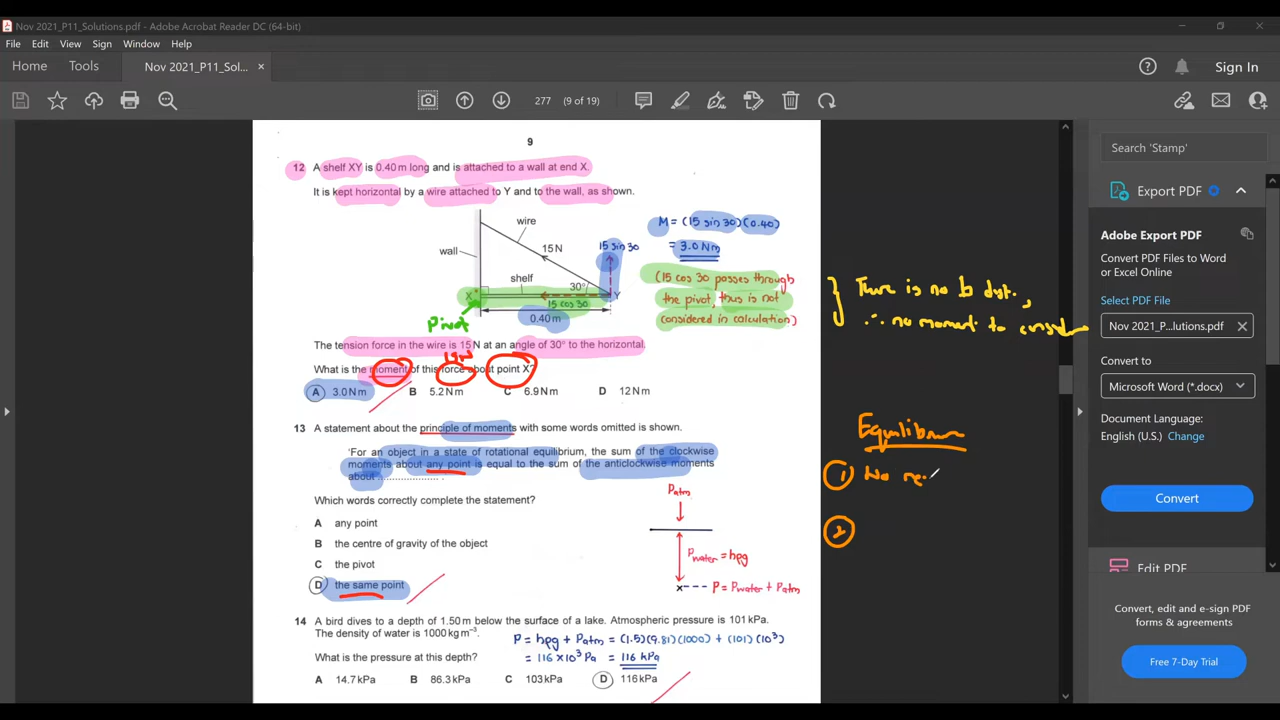 Nov 2021_P11_Solutions.pdf - Adobe Acrobat Reader DC (64-bit)
File Edit View Sign Window Help
Home Tools Nov 2021_P11_Sol... × Sign In
277 (9 of 19)
9
12 A shelf XY is 0.40 m long and is attached to a wall at end X.
It is kept horizontal by a wire attached to Y and to the wall, as shown.
wire
wall
15 N
shelf
30°
X
Y
15 sin 30
15 cos 30
0.40 m
Pivot
M = (15 sin 30)(0.40)
= 3.0 Nm
(15 cos 30 passes through
the pivot, thus is not
considered in calculation)
There is no ⊥ dist.,
∴ no moment to consider
The tension force in the wire is 15 N at an angle of 30° to the horizontal.
15N
What is the moment of this force about point X?
A 3.0 N m B 5.2 N m C 6.9 N m D 12 N m
13 A statement about the principle of moments with some words omitted is shown.
'For an object in a state of rotational equilibrium, the sum of the clockwise
moments about any point is equal to the sum of the anticlockwise moments
about ....................'
Which words correctly complete the statement?
A any point
B the centre of gravity of the object
C the pivot
D the same point
Patm
Pwater = hρg
P = Pwater + Patm
Equilibrium
① No re
②
14 A bird dives to a depth of 1.50 m below the surface of a lake. Atmospheric pressure is 101 kPa.
The density of water is 1000 kg m⁻³.
P = hρg + Patm = (1.5)(9.81)(1000) + (101)(10³)
= 116 ×10³ Pa = 116 kPa
What is the pressure at this depth?
A 14.7 kPa B 86.3 kPa C 103 kPa D 116 kPa
Search 'Stamp'
Export PDF
Adobe Export PDF
Convert PDF Files to Word
or Excel Online
Select PDF File
Nov 2021_P...lutions.pdf ×
Convert to
Microsoft Word (*.docx)
Document Language:
English (U.S.) Change
Convert
Edit PDF
Convert, edit and e-sign PDF
forms & agreements
Free 7-Day Trial